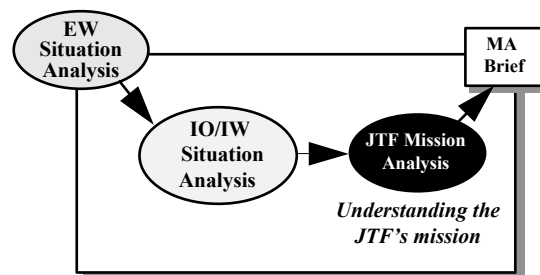 EW
Situation
Analysis
MA
Brief
IO/IW
Situation
Analysis
JTF Mission
Analysis
Understanding the
JTF's mission